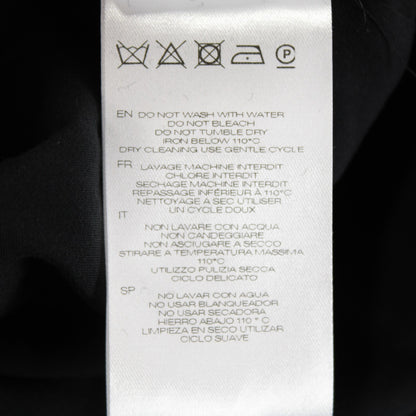 P
EN DO NOT WASH WITH WATER
DO NOT BLEACH
DO NOT TUMBLE DRY
IRON BELOW 110°C
DRY CLEANING USE GENTLE CYCLE
FR LAVAGE MACHINE INTERDIT
CHLORE INTERDIT
SECHAGE MACHINE INTERDIT
REPASSAGE INFÉRIEUR À 110°C
NETTOYAGE A SEC UTILISER
UN CYCLE DOUX
IT
NON LAVARE CON ACQUA
NON CANDEGGIARE
NON ASCIUGARE A SECCO
STIRARE A TEMPERATURA MASSIMA
110°C
UTILIZZO PULIZIA SECCA
CICLO DELICATO
SP
NO LAVAR CON AGUA
NO USAR BLANQUEADOR
NO USAR SECADORA
HIERRO ABAJO 110 ° C
LIMPIEZA EN SECO UTILIZAR
CICLO SUAVE